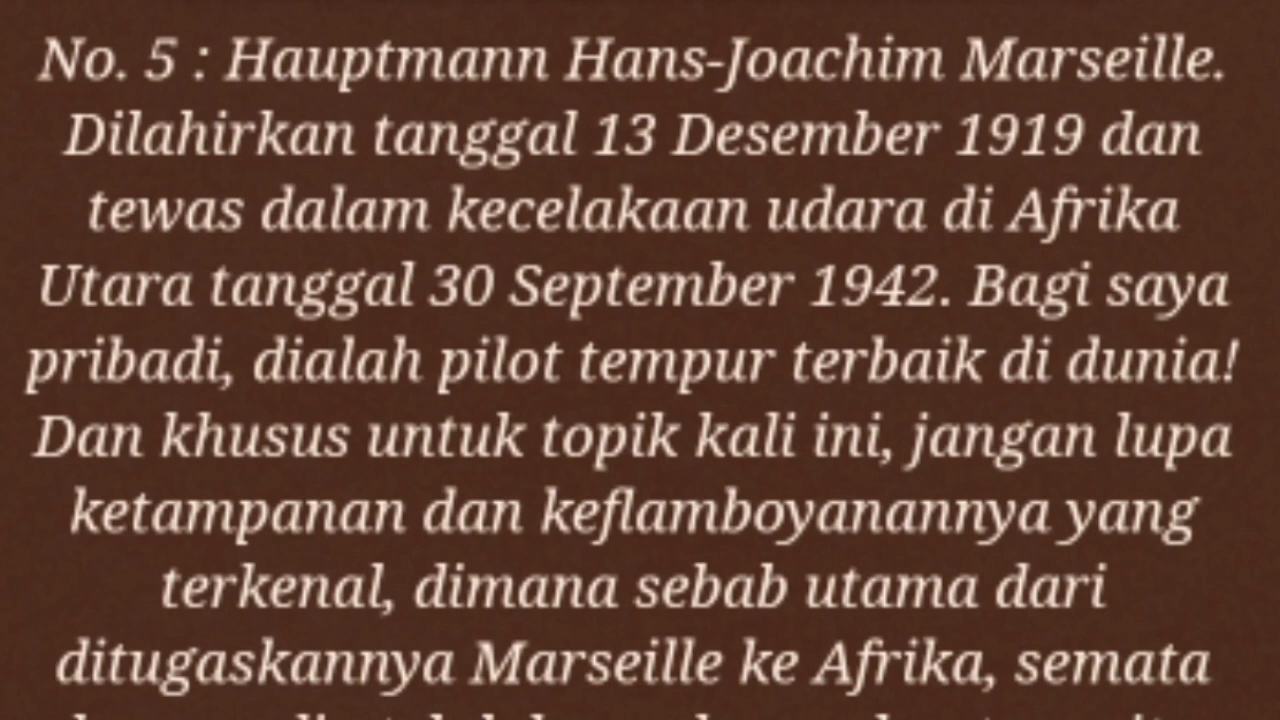 No. 5 : Hauptmann Hans-Joachim Marseille.
Dilahirkan tanggal 13 Desember 1919 dan
tewas dalam kecelakaan udara di Afrika
Utara tanggal 30 September 1942. Bagi saya
pribadi, dialah pilot tempur terbaik di dunia!
Dan khusus untuk topik kali ini, jangan lupa
ketampanan dan keflamboyanannya yang
terkenal, dimana sebab utama dari
ditugaskannya Marseille ke Afrika, semata